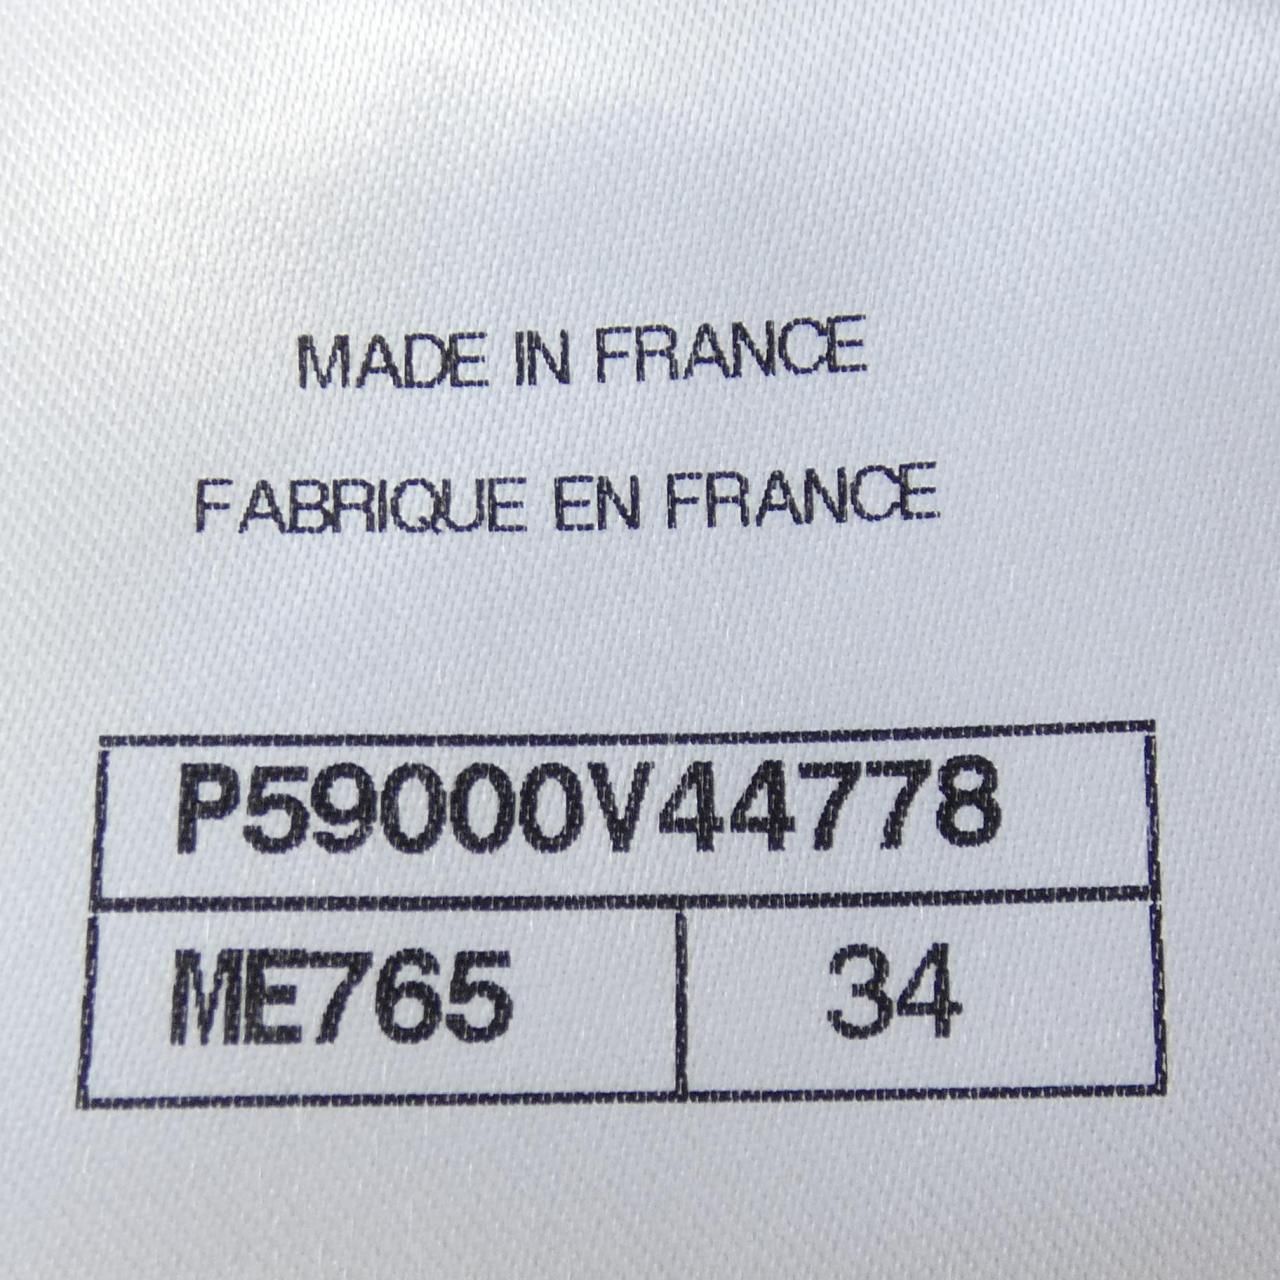 MADE IN FRANCE
FABRIQUE EN FRANCE
P59000V44778
ME765 34